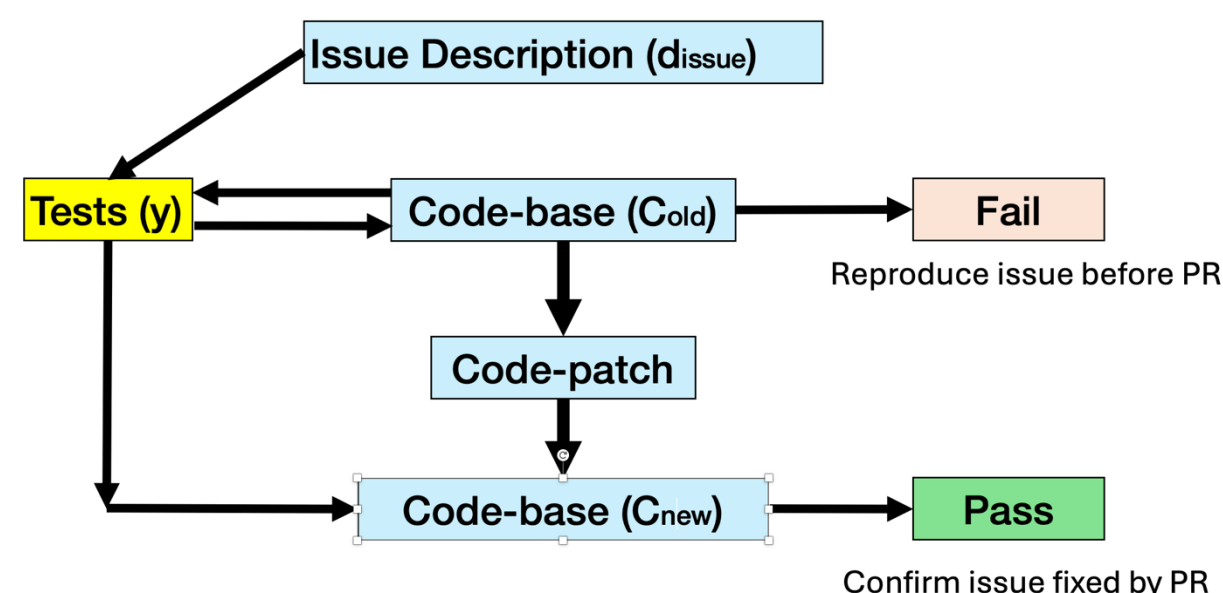 Issue Description (dissue)
Tests (y)
Code-base (Cold)
Fail
Reproduce issue before PR
Code-patch
Code-base (Cnew)
Pass
Confirm issue fixed by PR